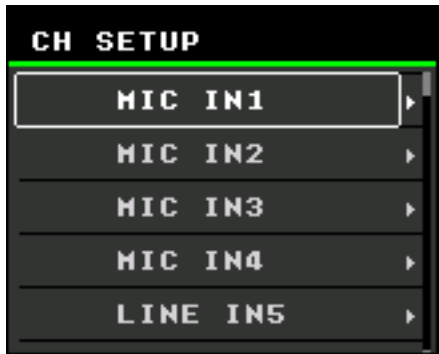 CH SETUP
MIC IN1
MIC IN2
MIC IN3
MIC IN4
LINE IN5